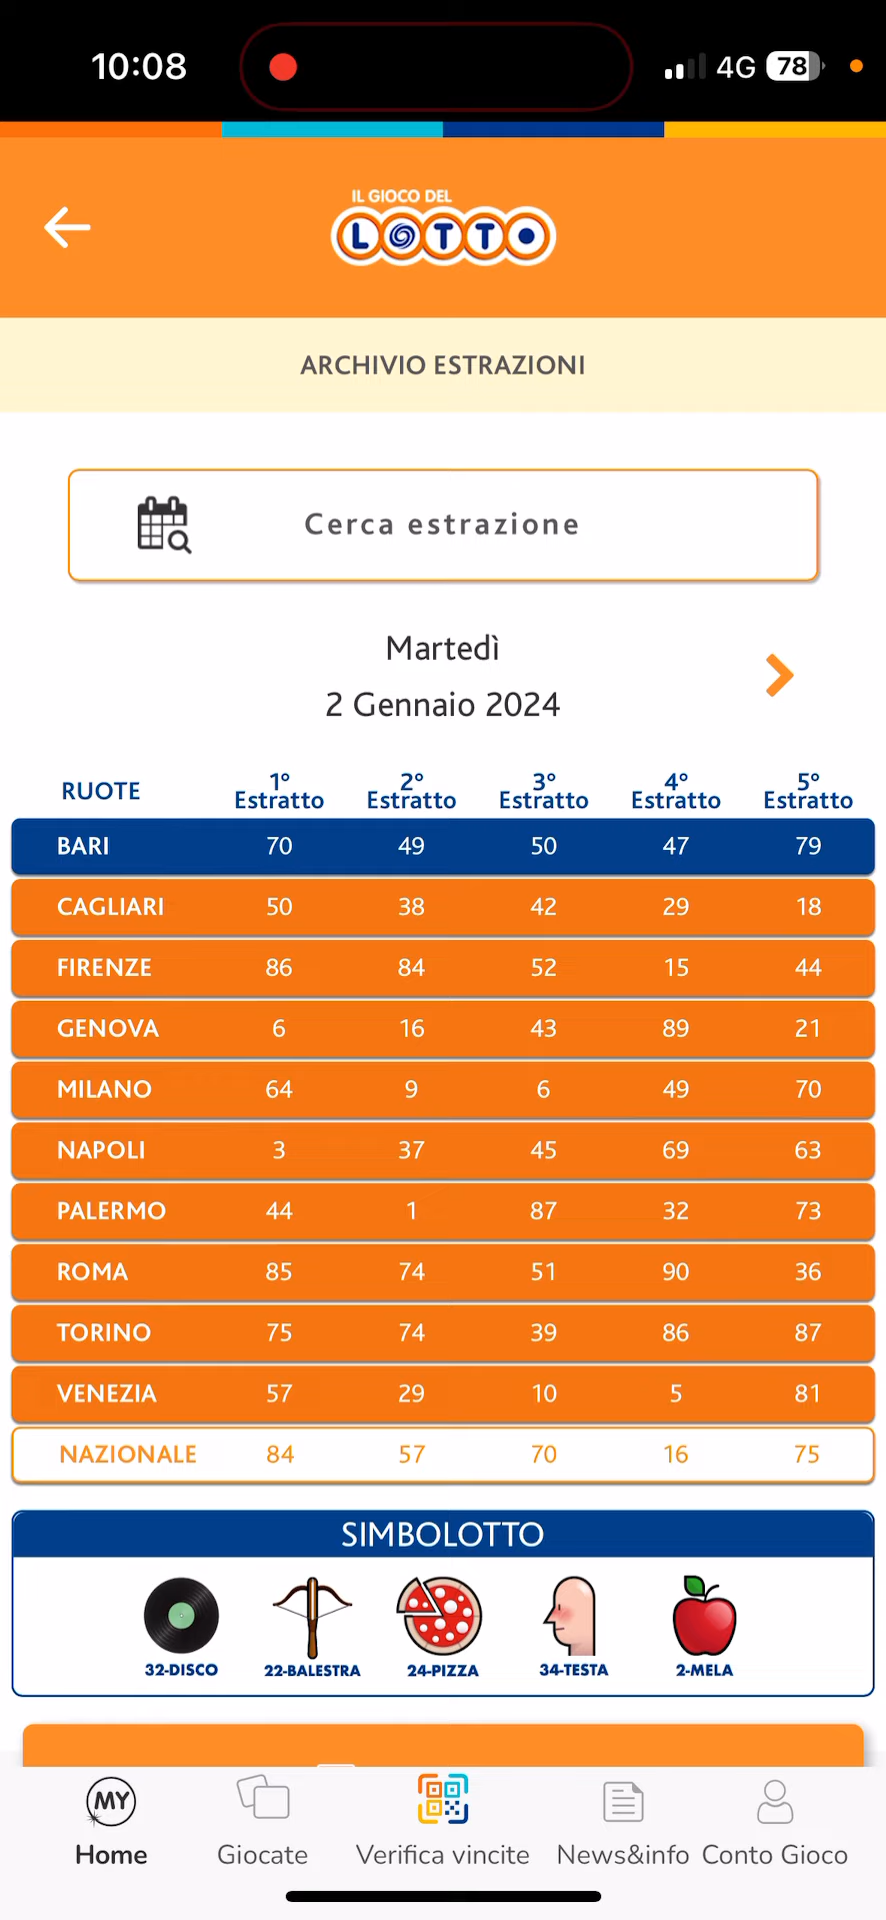 10:08
4G 78
IL GIOCO DEL
LOTTO
ARCHIVIO ESTRAZIONI
Cerca estrazione
Martedì
2 Gennaio 2024
RUOTE 1° Estratto 2° Estratto 3° Estratto 4° Estratto 5° Estratto
BARI 70 49 50 47 79
CAGLIARI 50 38 42 29 18
FIRENZE 86 84 52 15 44
GENOVA 6 16 43 89 21
MILANO 64 9 6 49 70
NAPOLI 3 37 45 69 63
PALERMO 44 1 87 32 73
ROMA 85 74 51 90 36
TORINO 75 74 39 86 87
VENEZIA 57 29 10 5 81
NAZIONALE 84 57 70 16 75
SIMBOLOTTO
32-DISCO 22-BALESTRA 24-PIZZA 34-TESTA 2-MELA
MY
Home Giocate Verifica vincite News&info Conto Gioco